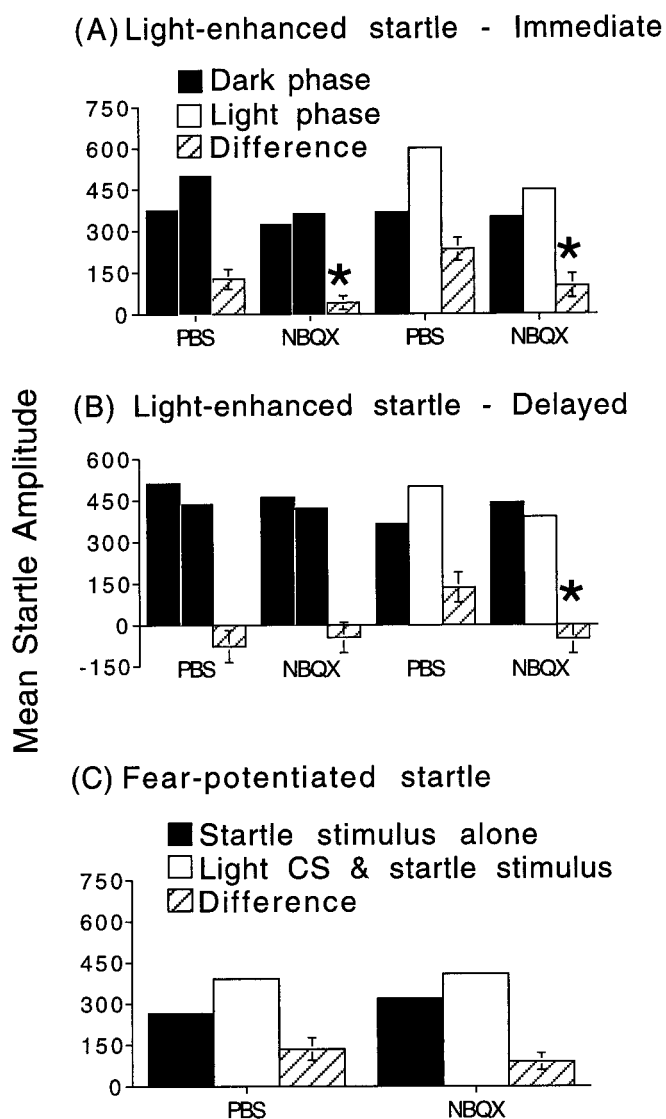 (A) Light-enhanced startle - Immediate
Dark phase
Light phase
Difference
750
600
450
300
150
0
PBS NBQX PBS NBQX
(B) Light-enhanced startle - Delayed
600
450
300
150
0
-150
PBS NBQX PBS NBQX
Mean Startle Amplitude
(C) Fear-potentiated startle
Startle stimulus alone
Light CS & startle stimulus
Difference
750
600
450
300
150
0
PBS NBQX